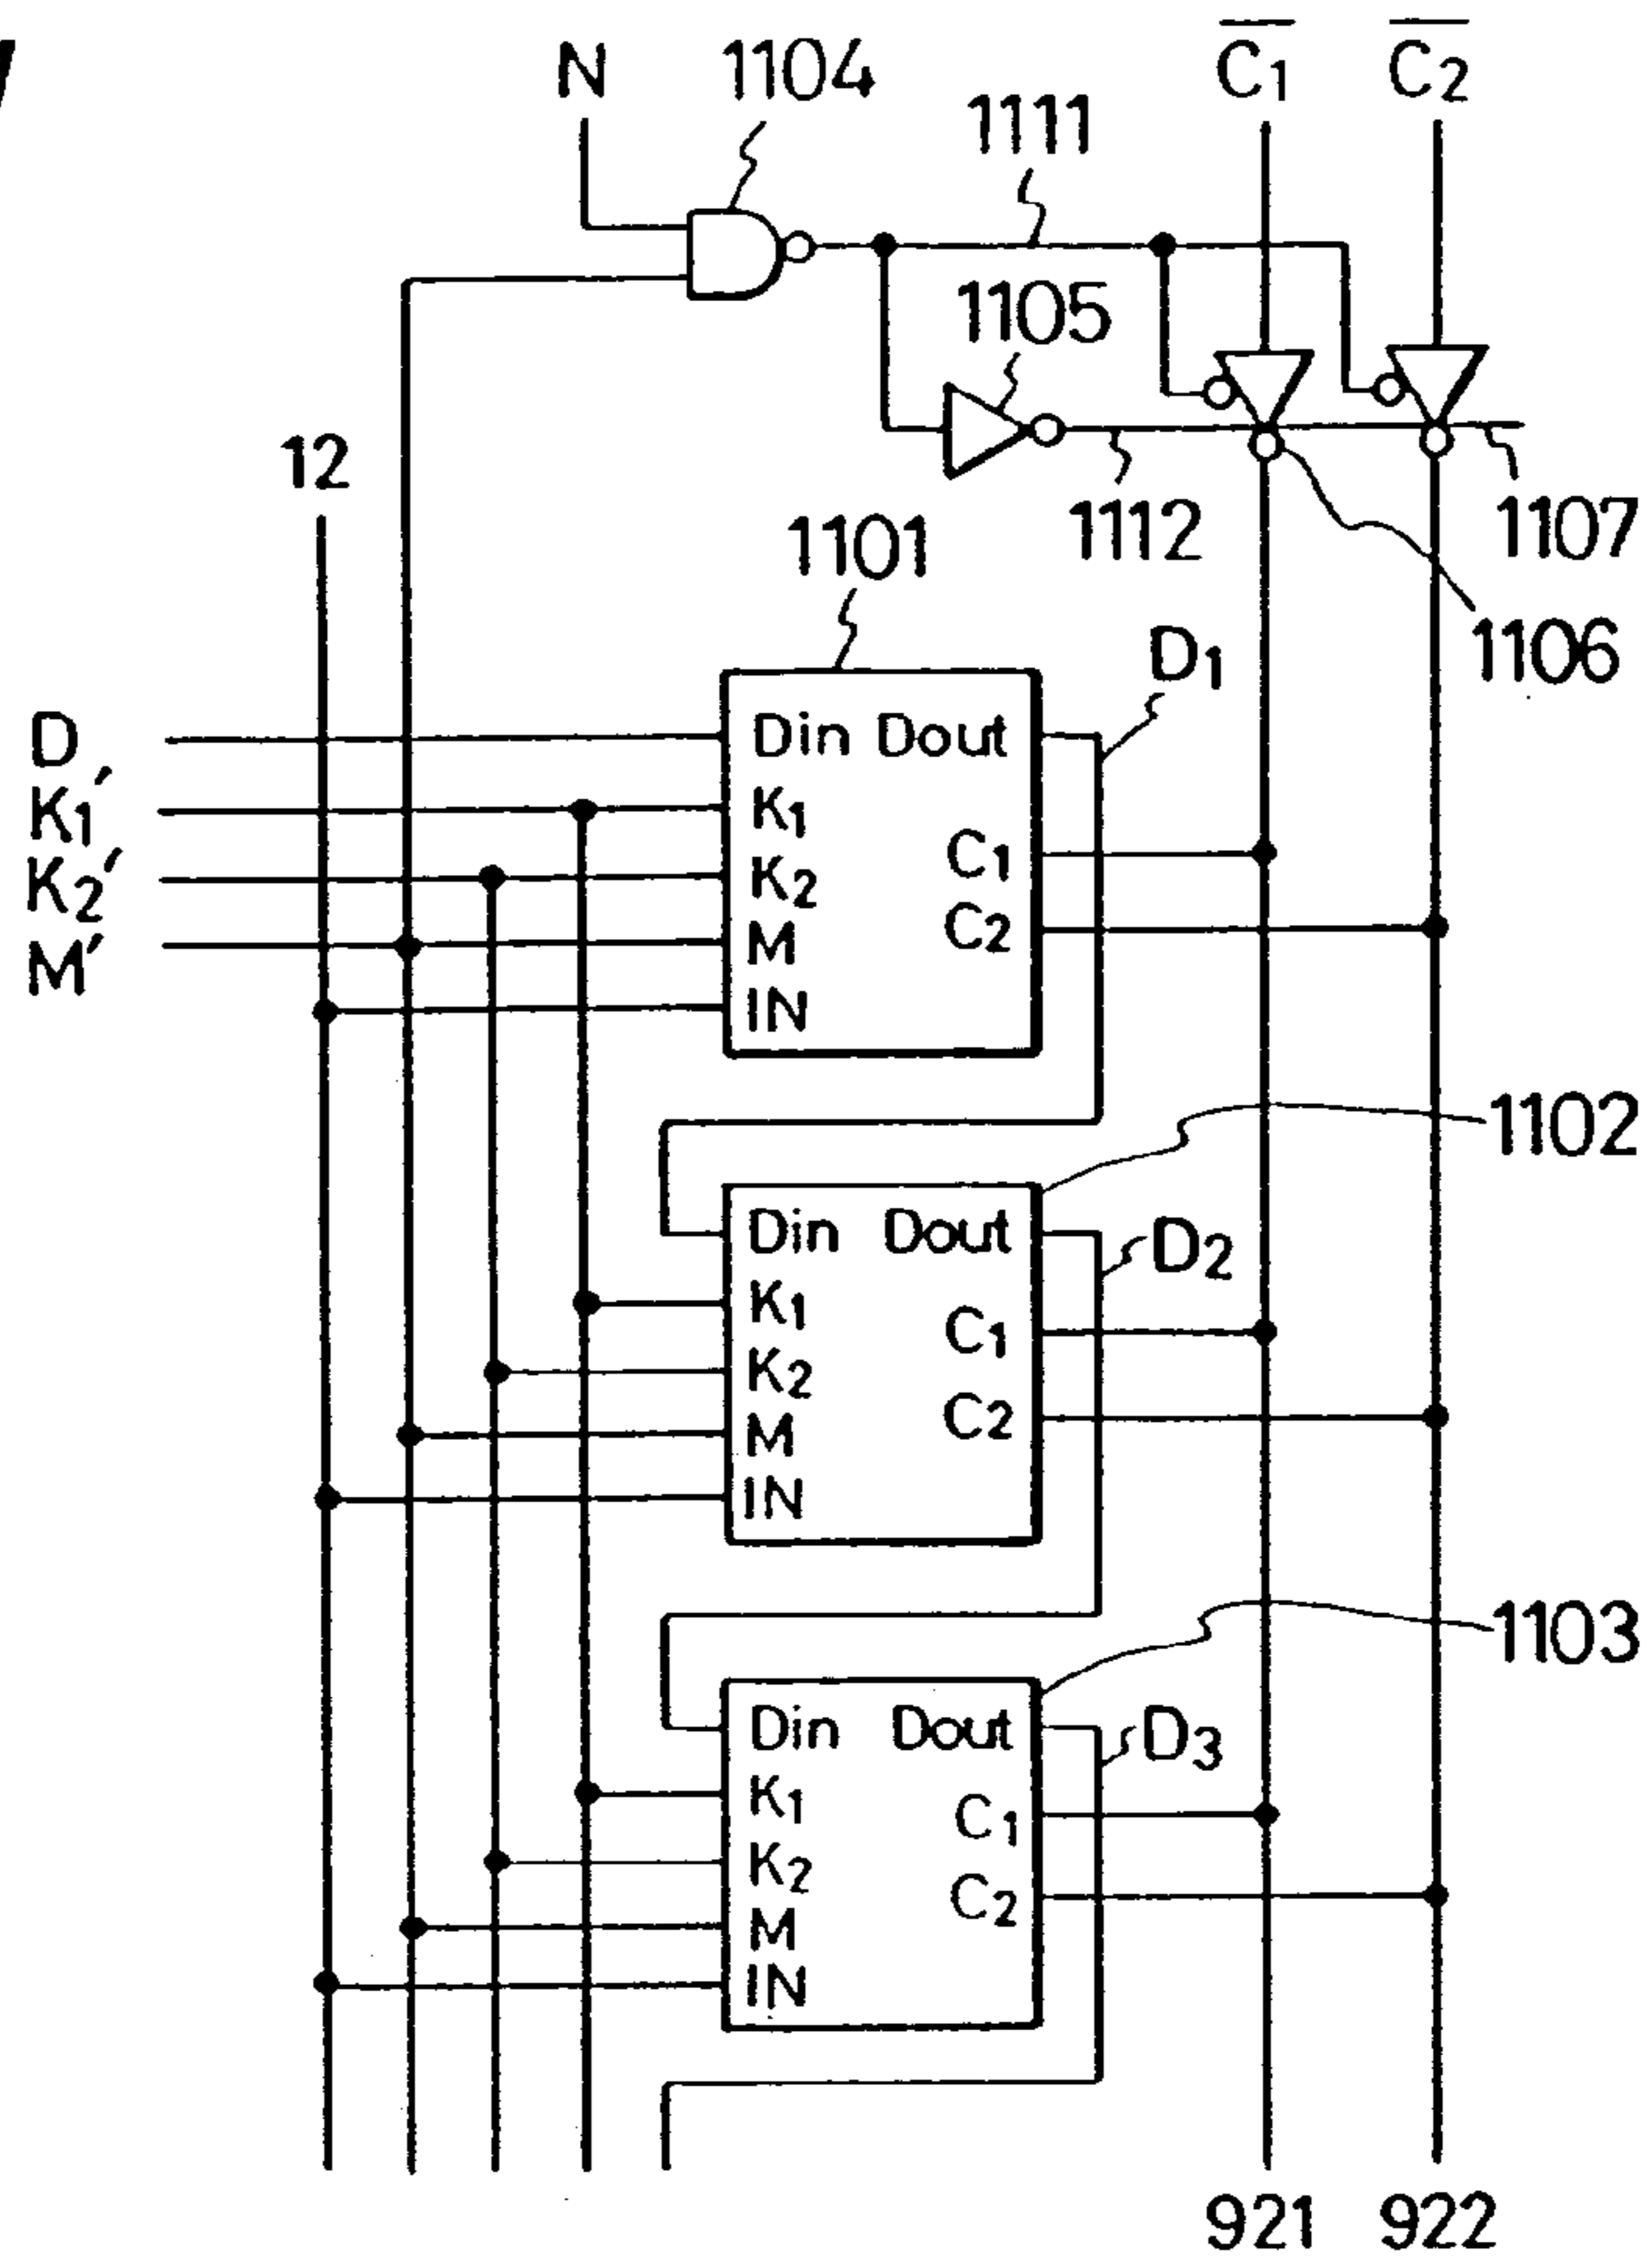 N 1104 C1 C2
1111
1105
12
1112 1107
1101
1106
D1
D
K1′
K2′
M′
Din Dout
K1
C1
K2
C2
M
IN
1102
Din Dout
D2
K1
C1
K2
C2
M
IN
1103
Din Dout
D3
K1
C1
K2
C2
M
IN
921 922